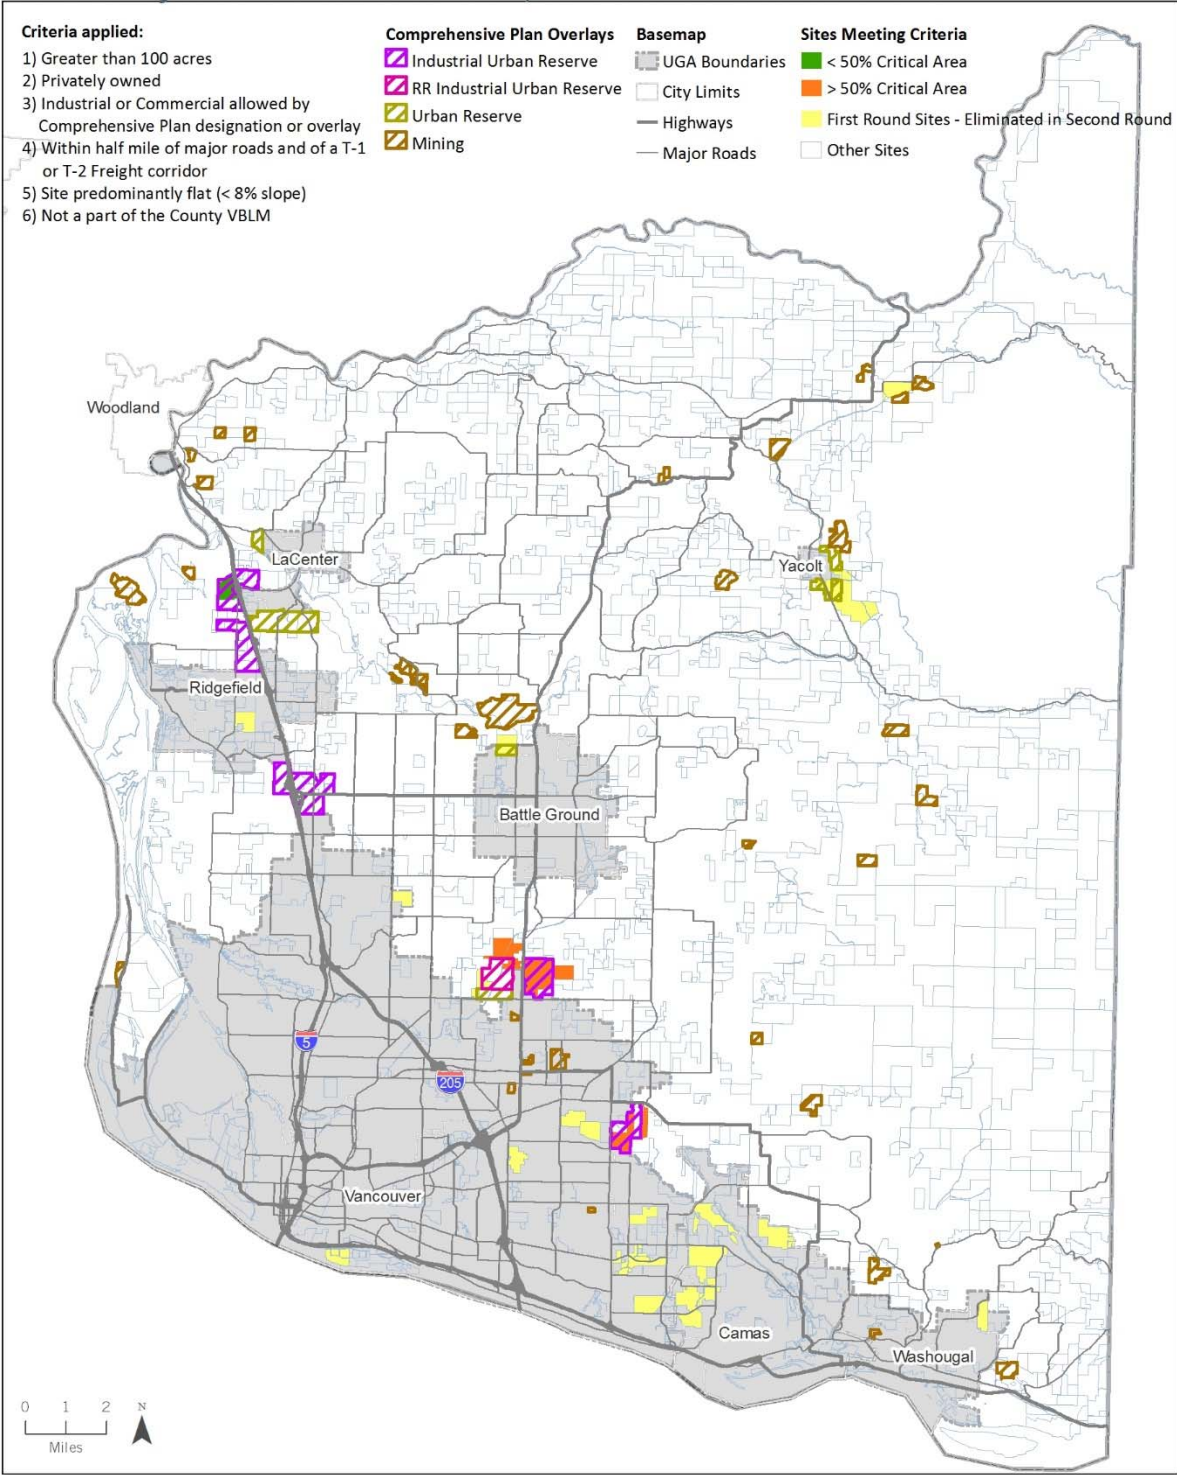 Criteria applied:
1) Greater than 100 acres
2) Privately owned
3) Industrial or Commercial allowed by
Comprehensive Plan designation or overlay
4) Within half mile of major roads and of a T-1
or T-2 Freight corridor
5) Site predominantly flat (< 8% slope)
6) Not a part of the County VBLM
Comprehensive Plan Overlays
Industrial Urban Reserve
RR Industrial Urban Reserve
Urban Reserve
Mining
Basemap
UGA Boundaries
City Limits
Highways
Major Roads
Sites Meeting Criteria
< 50% Critical Area
> 50% Critical Area
First Round Sites - Eliminated in Second Round
Other Sites
Woodland
LaCenter
Yacolt
Ridgefield
Battle Ground
5
205
Vancouver
Camas
Washougal
0 1 2
Miles
N